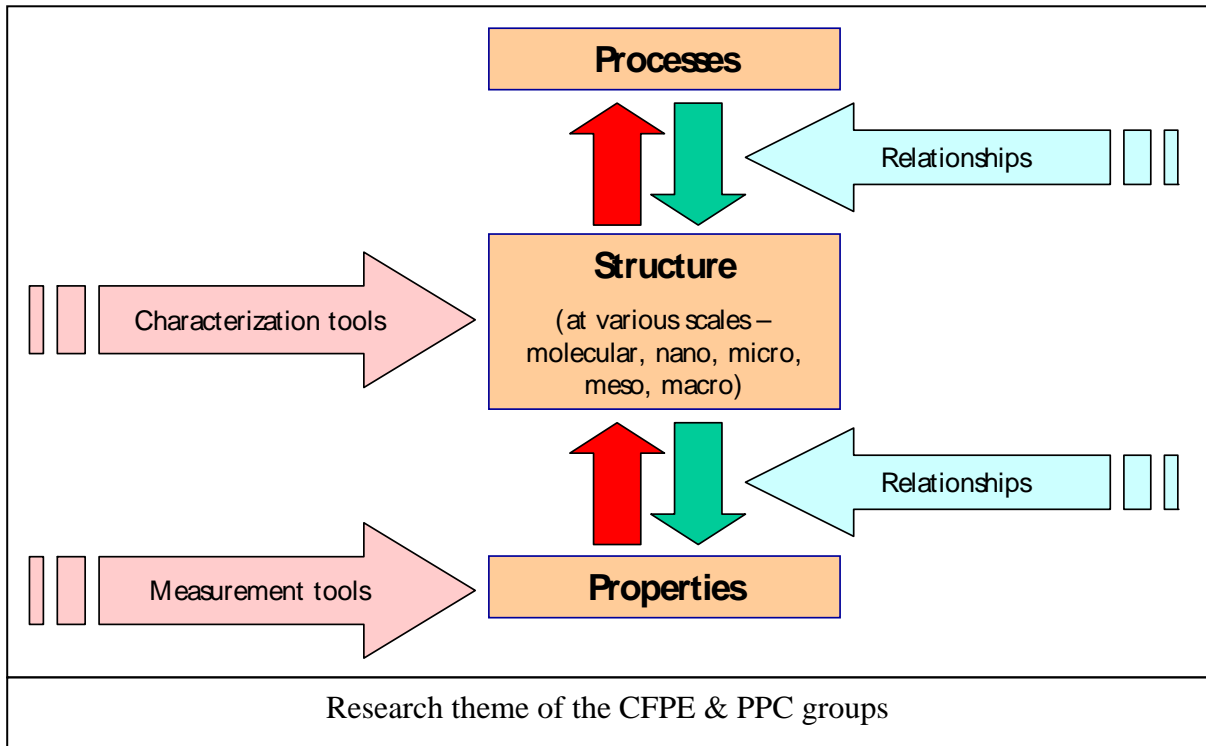 Processes
Relationships
Structure
(at various scales –
molecular, nano, micro,
meso, macro)
Characterization tools
Relationships
Measurement tools
Properties
Research theme of the CFPE & PPC groups